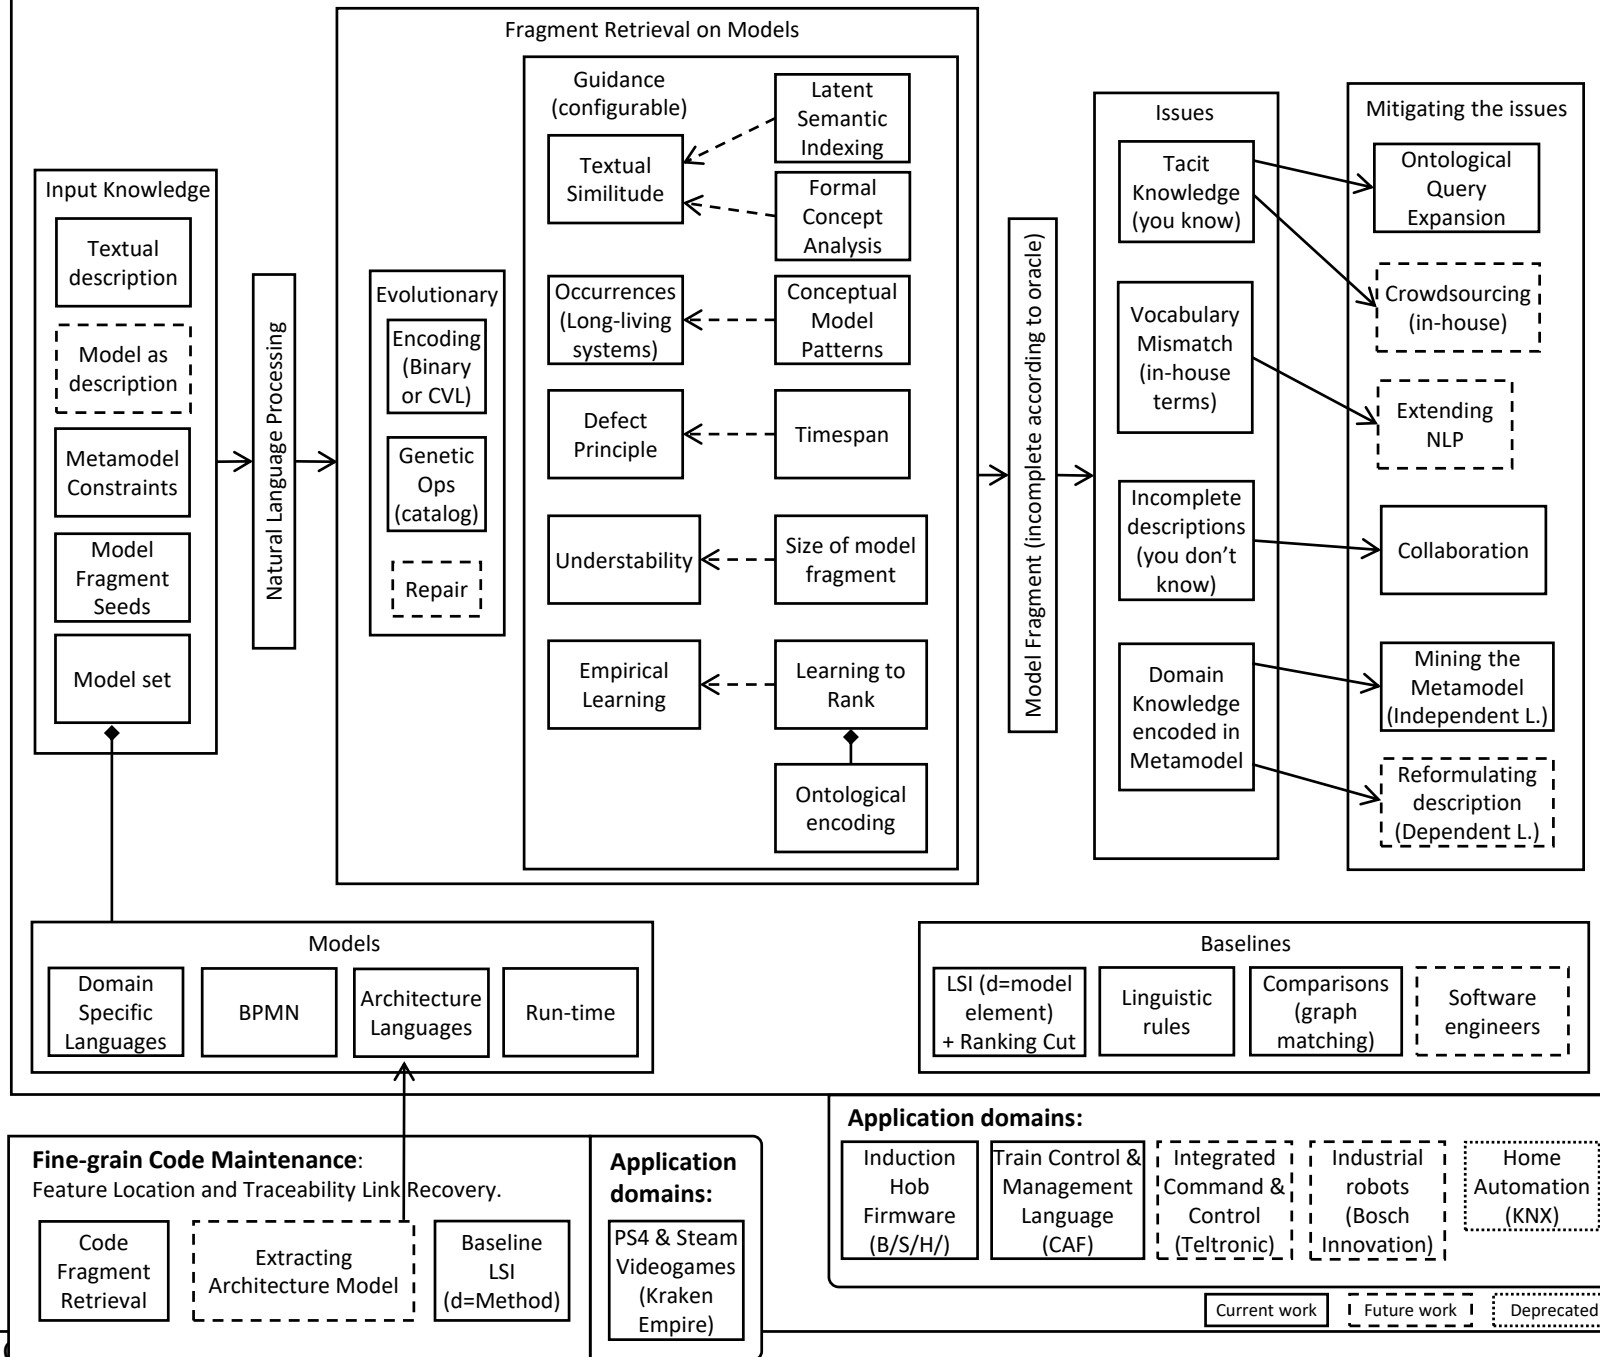 Fragment Retrieval on Models
Input Knowledge
Textual
description
Model as
description
Metamodel
Constraints
Model
Fragment
Seeds
Model set
Natural Language Processing
Evolutionary
Encoding
(Binary
or CVL)
Genetic
Ops
(catalog)
Repair
Guidance
(configurable)
Textual
Similitude
Latent
Semantic
Indexing
Formal
Concept
Analysis
Occurrences
(Long-living
systems)
Conceptual
Model
Patterns
Defect
Principle
Timespan
Understability
Size of model
fragment
Empirical
Learning
Learning to
Rank
Ontological
encoding
Model Fragment (incomplete according to oracle)
Issues
Tacit
Knowledge
(you know)
Vocabulary
Mismatch
(in-house
terms)
Incomplete
descriptions
(you don’t
know)
Domain
Knowledge
encoded in
Metamodel
Mitigating the issues
Ontological
Query
Expansion
Crowdsourcing
(in-house)
Extending
NLP
Collaboration
Mining the
Metamodel
(Independent L.)
Reformulating
description
(Dependent L.)
Models
Domain
Specific
Languages
BPMN
Architecture
Languages
Run-time
Baselines
LSI (d=model
element)
+ Ranking Cut
Linguistic
rules
Comparisons
(graph
matching)
Software
engineers
Fine-grain Code Maintenance:
Feature Location and Traceability Link Recovery.
Code
Fragment
Retrieval
Extracting
Architecture Model
Baseline
LSI
(d=Method)
Application
domains:
PS4 & Steam
Videogames
(Kraken
Empire)
Application domains:
Induction
Hob
Firmware
(B/S/H/)
Train Control &
Management
Language
(CAF)
Integrated
Command &
Control
(Teltronic)
Industrial
robots
(Bosch
Innovation)
Home
Automation
(KNX)
Current work
Future work
Deprecated